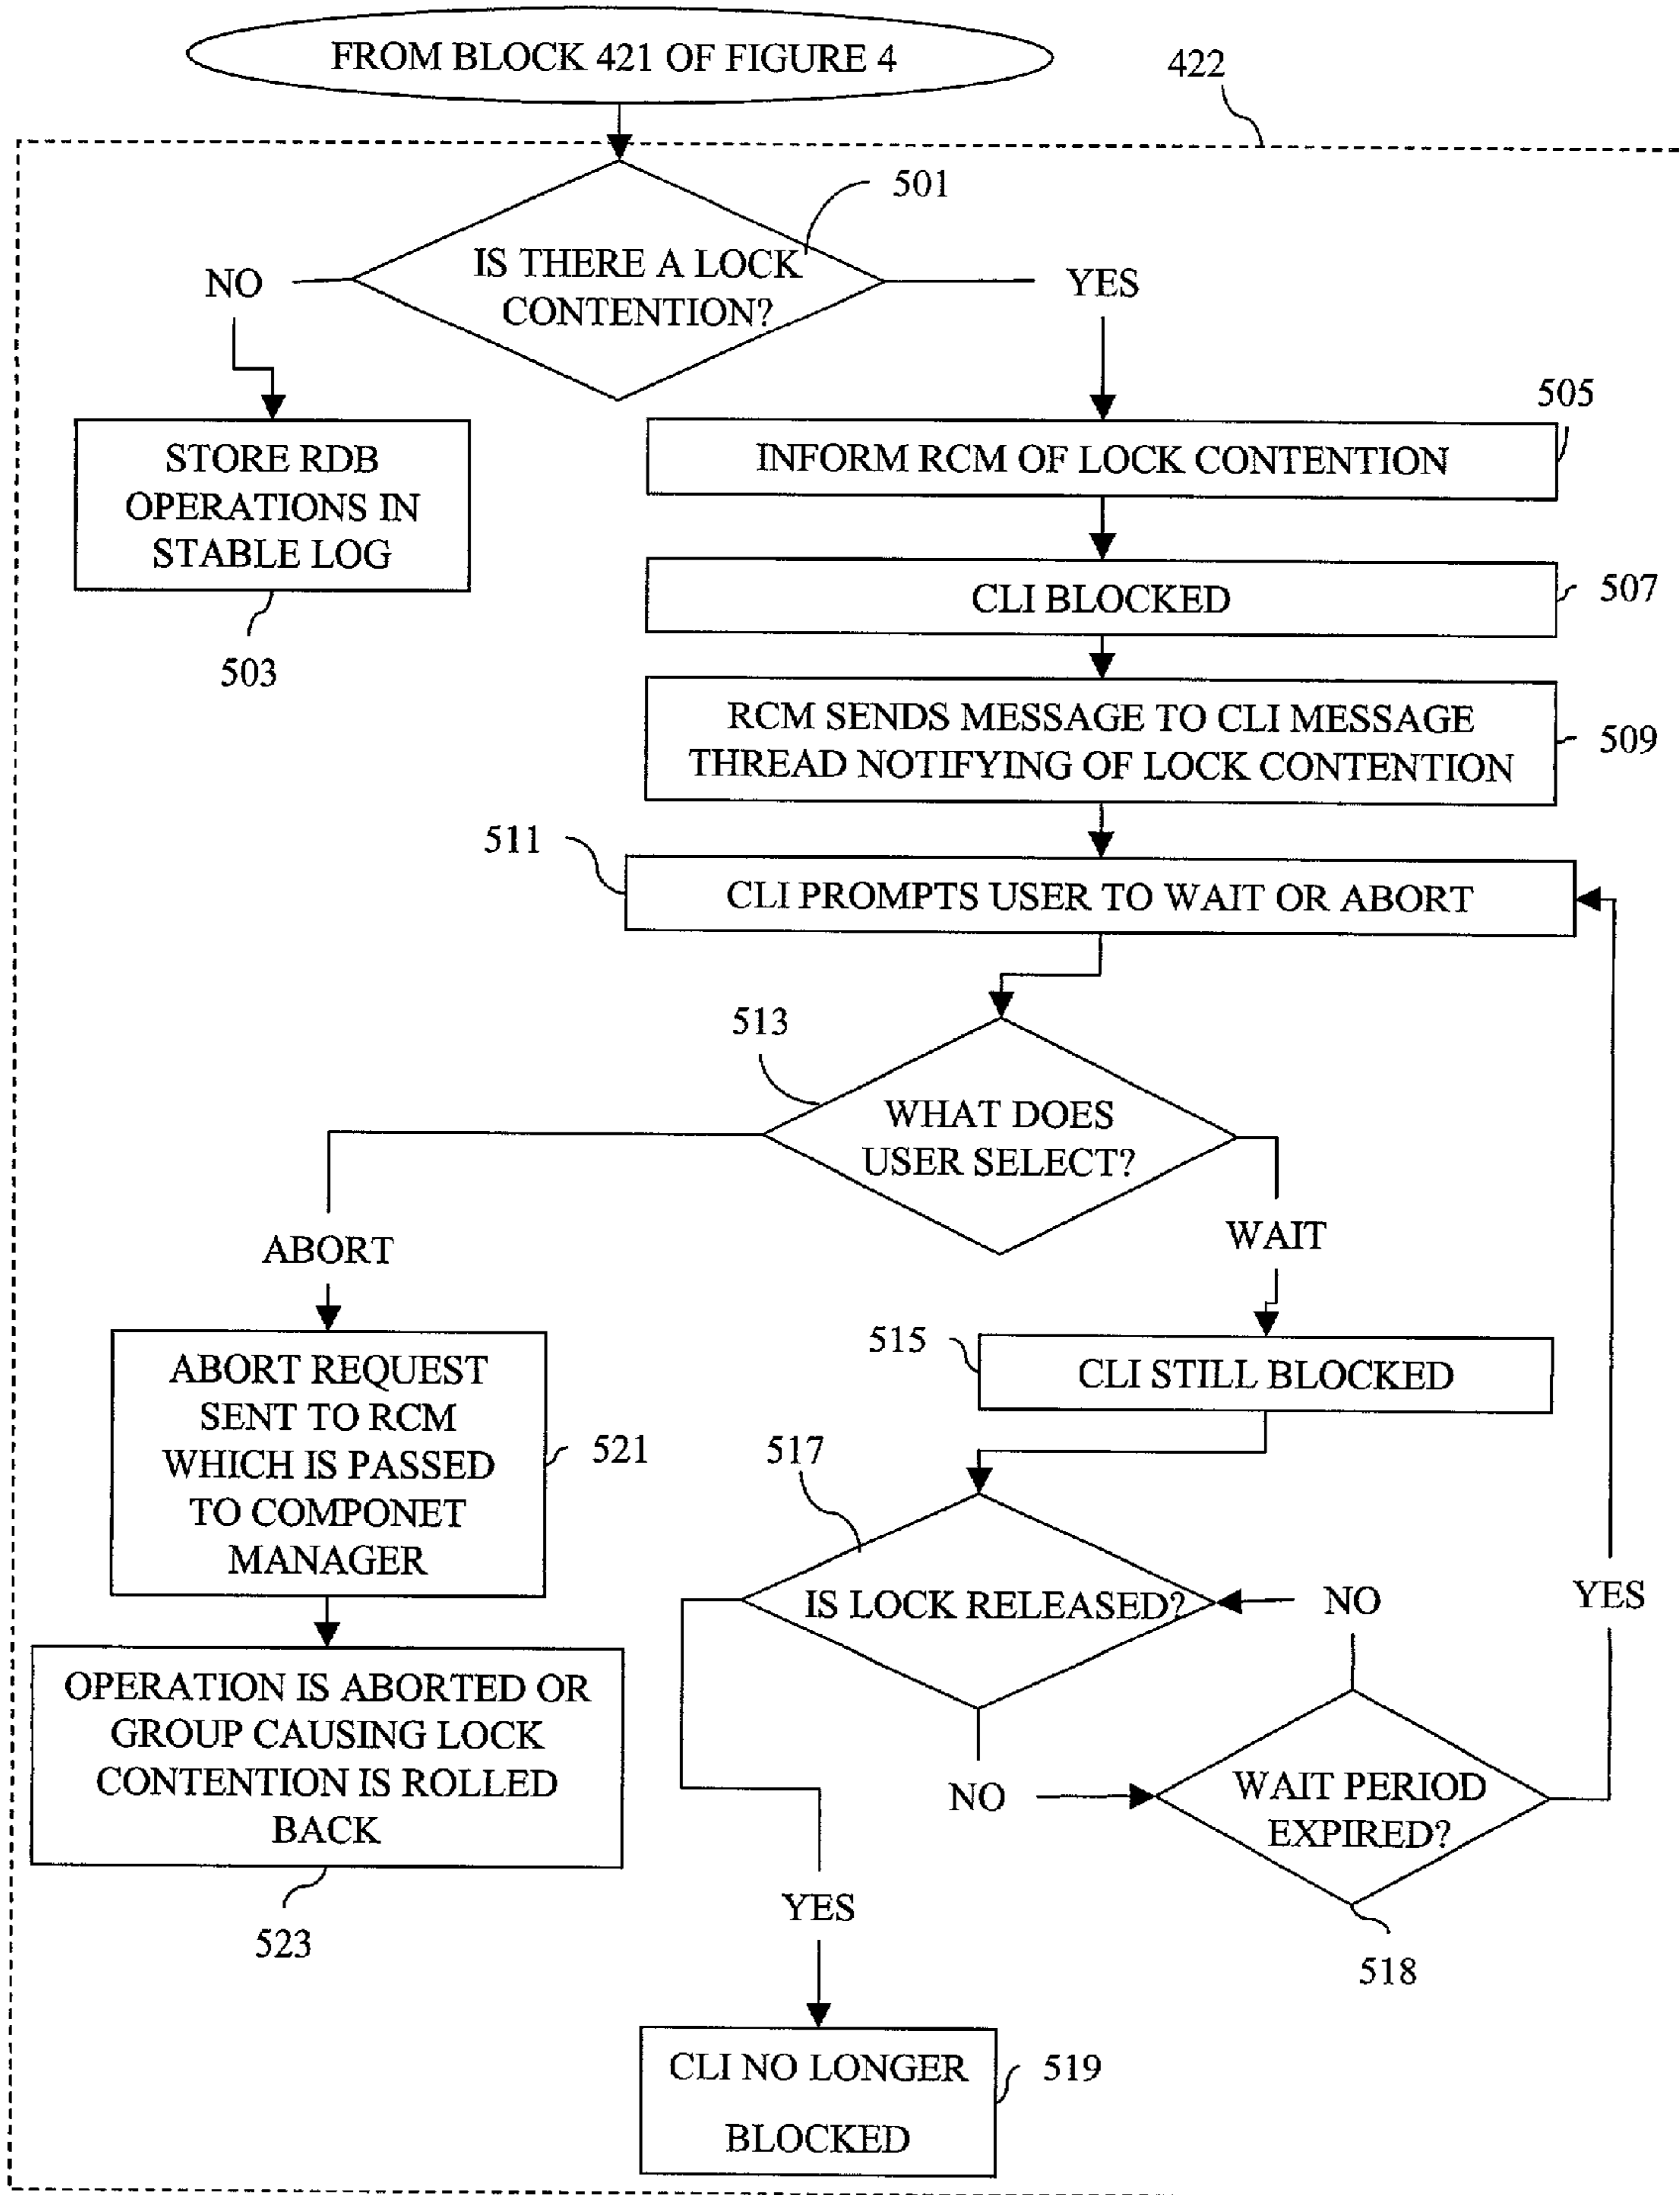 FROM BLOCK 421 OF FIGURE 4
422
501
IS THERE A LOCK
CONTENTION?
NO
YES
505
STORE RDB
OPERATIONS IN
STABLE LOG
503
INFORM RCM OF LOCK CONTENTION
CLI BLOCKED
507
RCM SENDS MESSAGE TO CLI MESSAGE
THREAD NOTIFYING OF LOCK CONTENTION
509
511
CLI PROMPTS USER TO WAIT OR ABORT
513
WHAT DOES
USER SELECT?
ABORT
WAIT
ABORT REQUEST
SENT TO RCM
WHICH IS PASSED
TO COMPONET
MANAGER
521
515
CLI STILL BLOCKED
517
IS LOCK RELEASED?
NO
YES
OPERATION IS ABORTED OR
GROUP CAUSING LOCK
CONTENTION IS ROLLED
BACK
523
NO
WAIT PERIOD
EXPIRED?
518
YES
CLI NO LONGER
BLOCKED
519